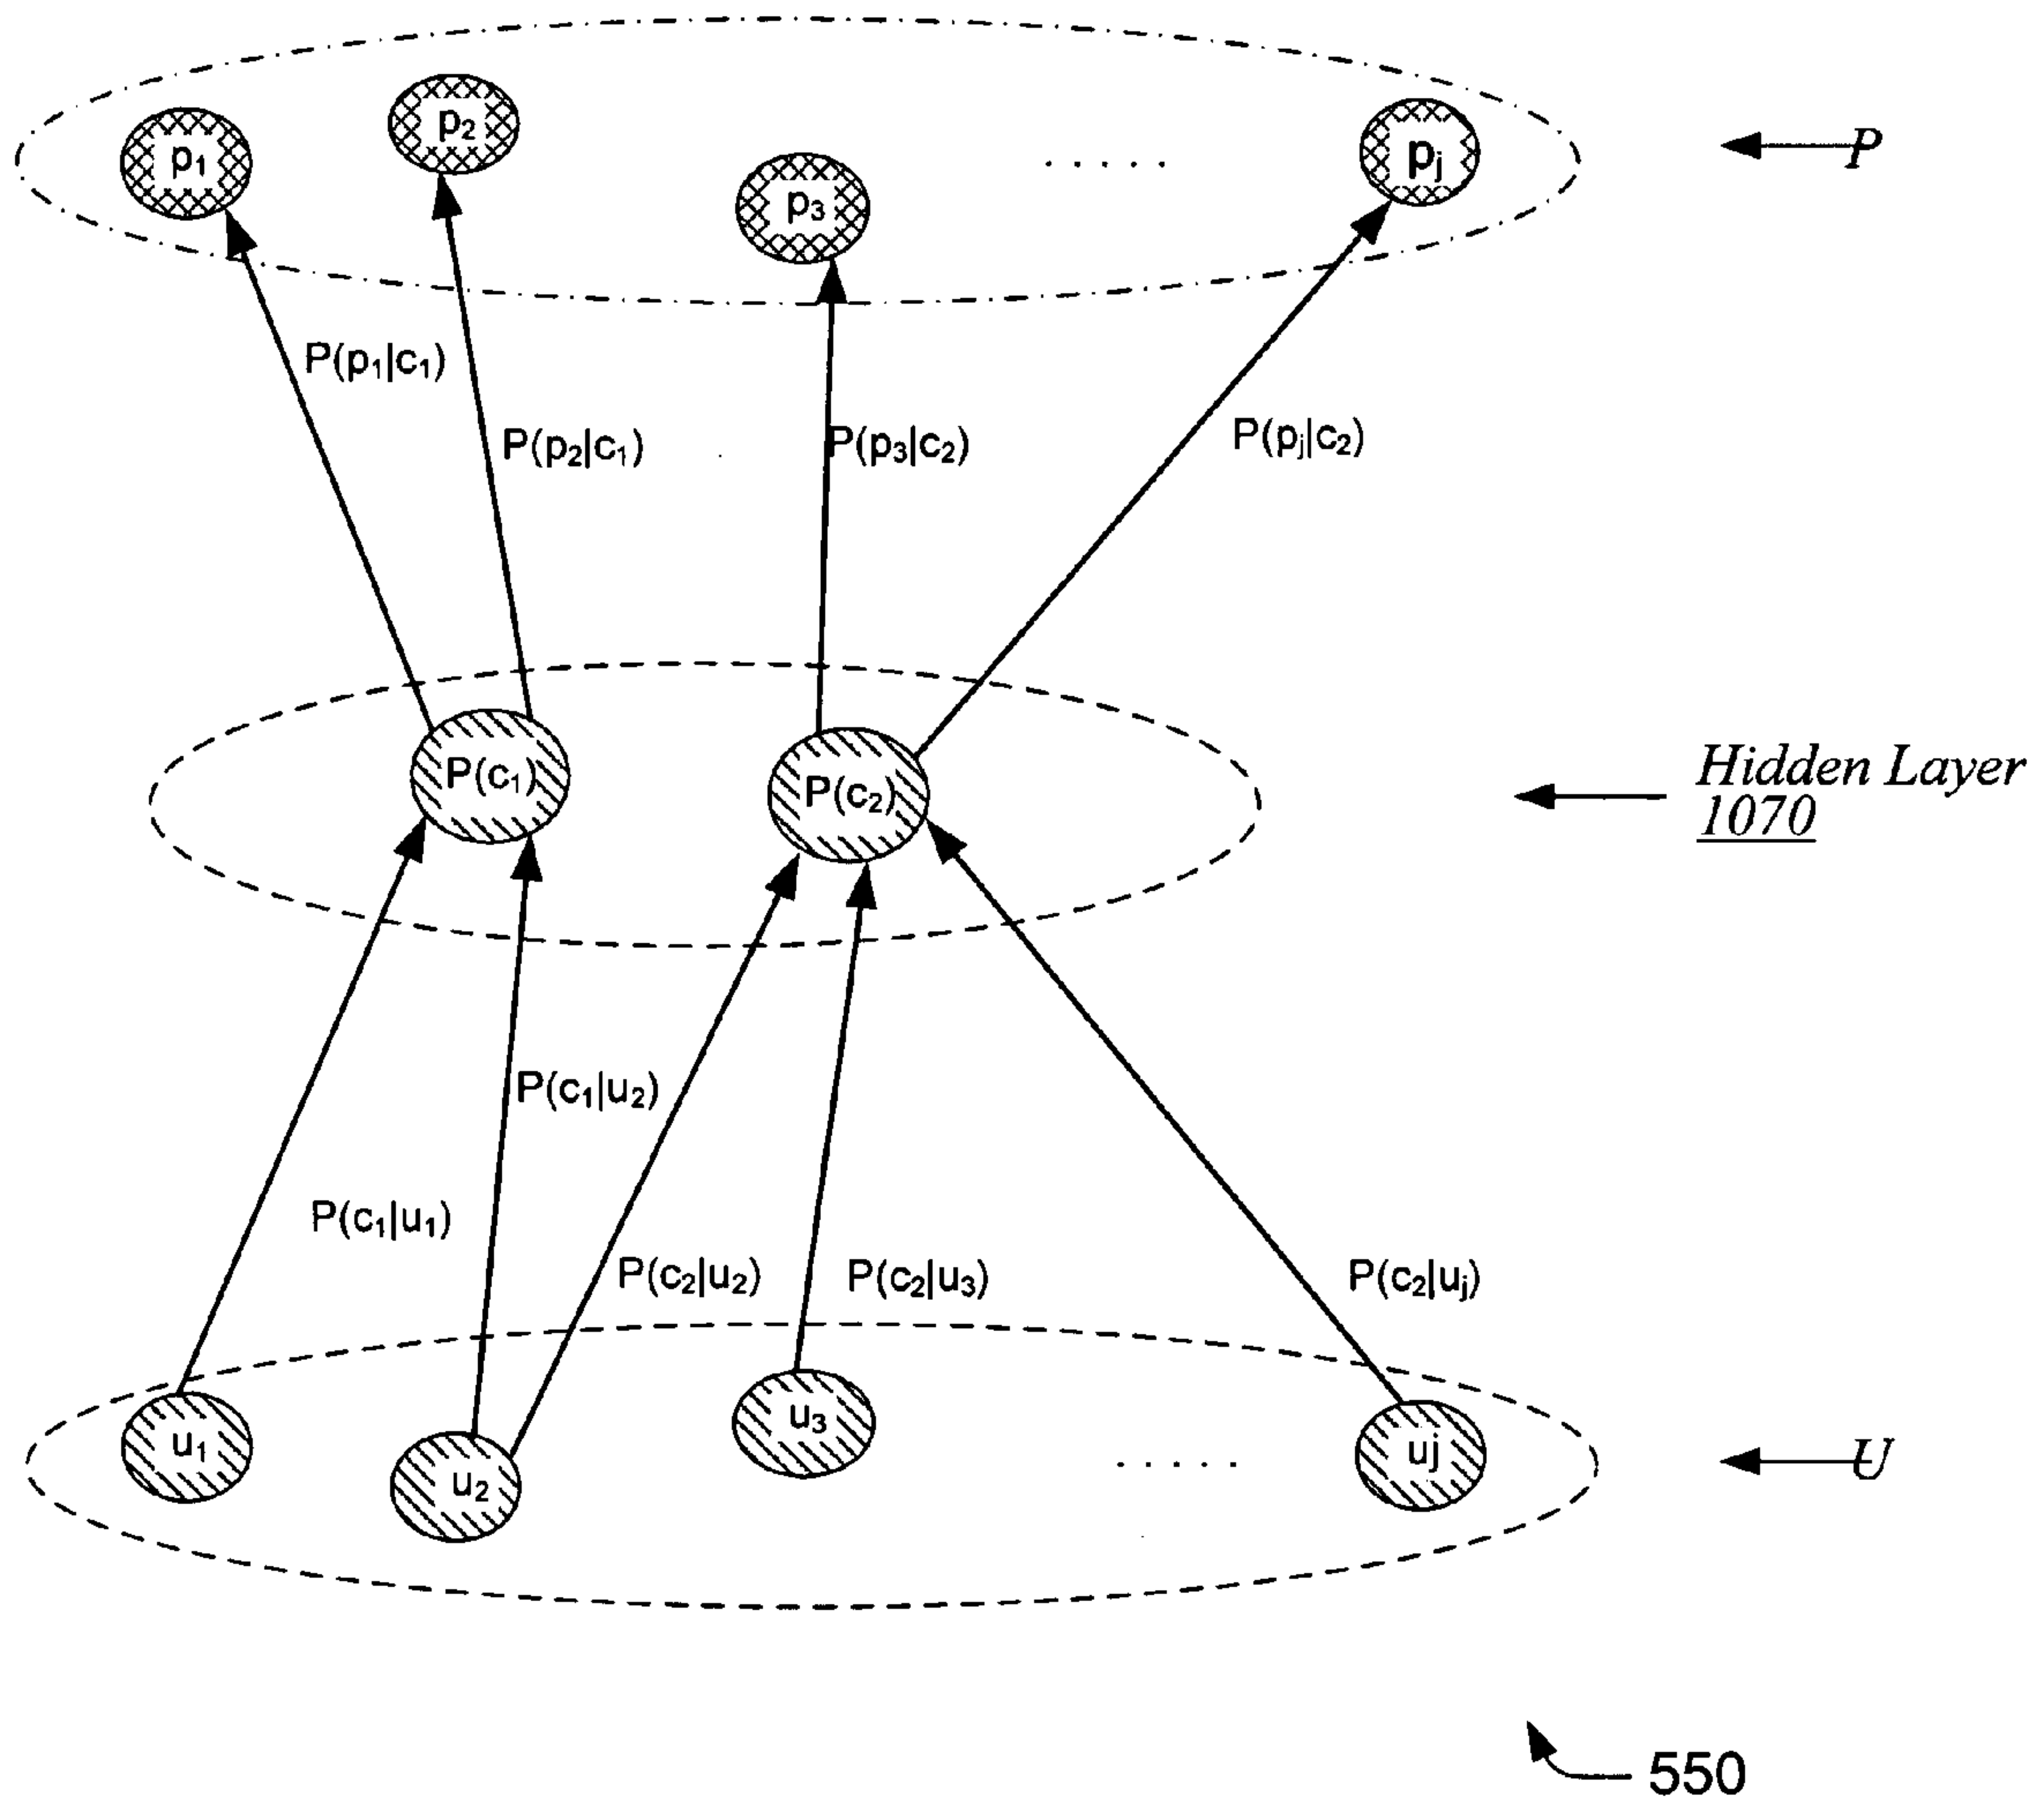 p₁
p₂
p₃
. . . . . .
pⱼ
P
P(p₁|c₁)
P(p₂|c₁)
P(p₃|c₂)
P(pⱼ|c₂)
P(c₁)
P(c₂)
Hidden Layer
1070
P(c₁|u₂)
P(c₁|u₁)
P(c₂|u₂)
P(c₂|u₃)
P(c₂|uⱼ)
u₁
u₂
u₃
. . . . . .
uj
U
550